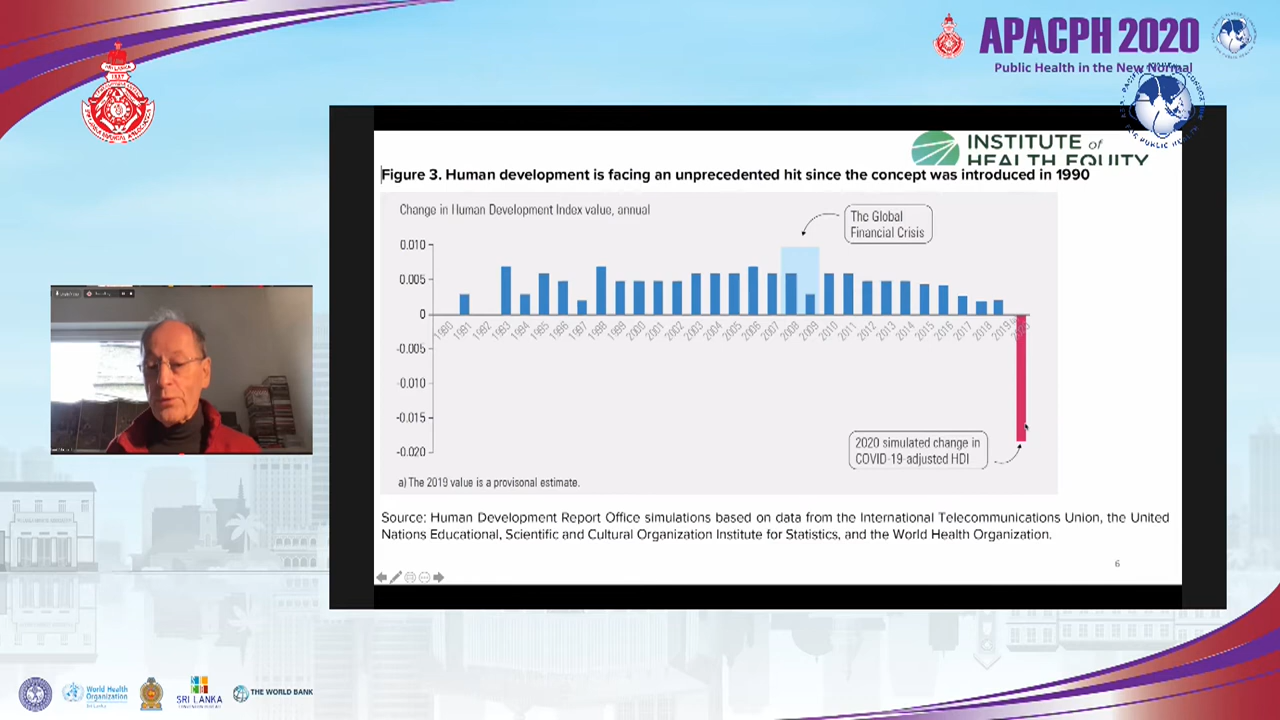 APACPH 2020
Public Health in the New Normal
SRI LANKA
1887
INSTITUTE of
HEALTH EQUITY
Figure 3. Human development is facing an unprecedented hit since the concept was introduced in 1990
Change in Human Development Index value, annual
The Global
Financial Crisis
0.010
0.005
0
-0.005
-0.010
-0.015
-0.020
1990 1991 1992 1993 1994 1995 1996 1997 1998 1999 2000 2001 2002 2003 2004 2005 2006 2007 2008 2009 2010 2011 2012 2013 2014 2015 2016 2017 2018 2019
2020 simulated change in
COVID-19-adjusted HDI
a) The 2019 value is a provisonal estimate.
Source: Human Development Report Office simulations based on data from the International Telecommunications Union, the United
Nations Educational, Scientific and Cultural Organization Institute for Statistics, and the World Health Organization.
6
World Health
Organization
Sri Lanka
SRI LANKA
THE WORLD BANK